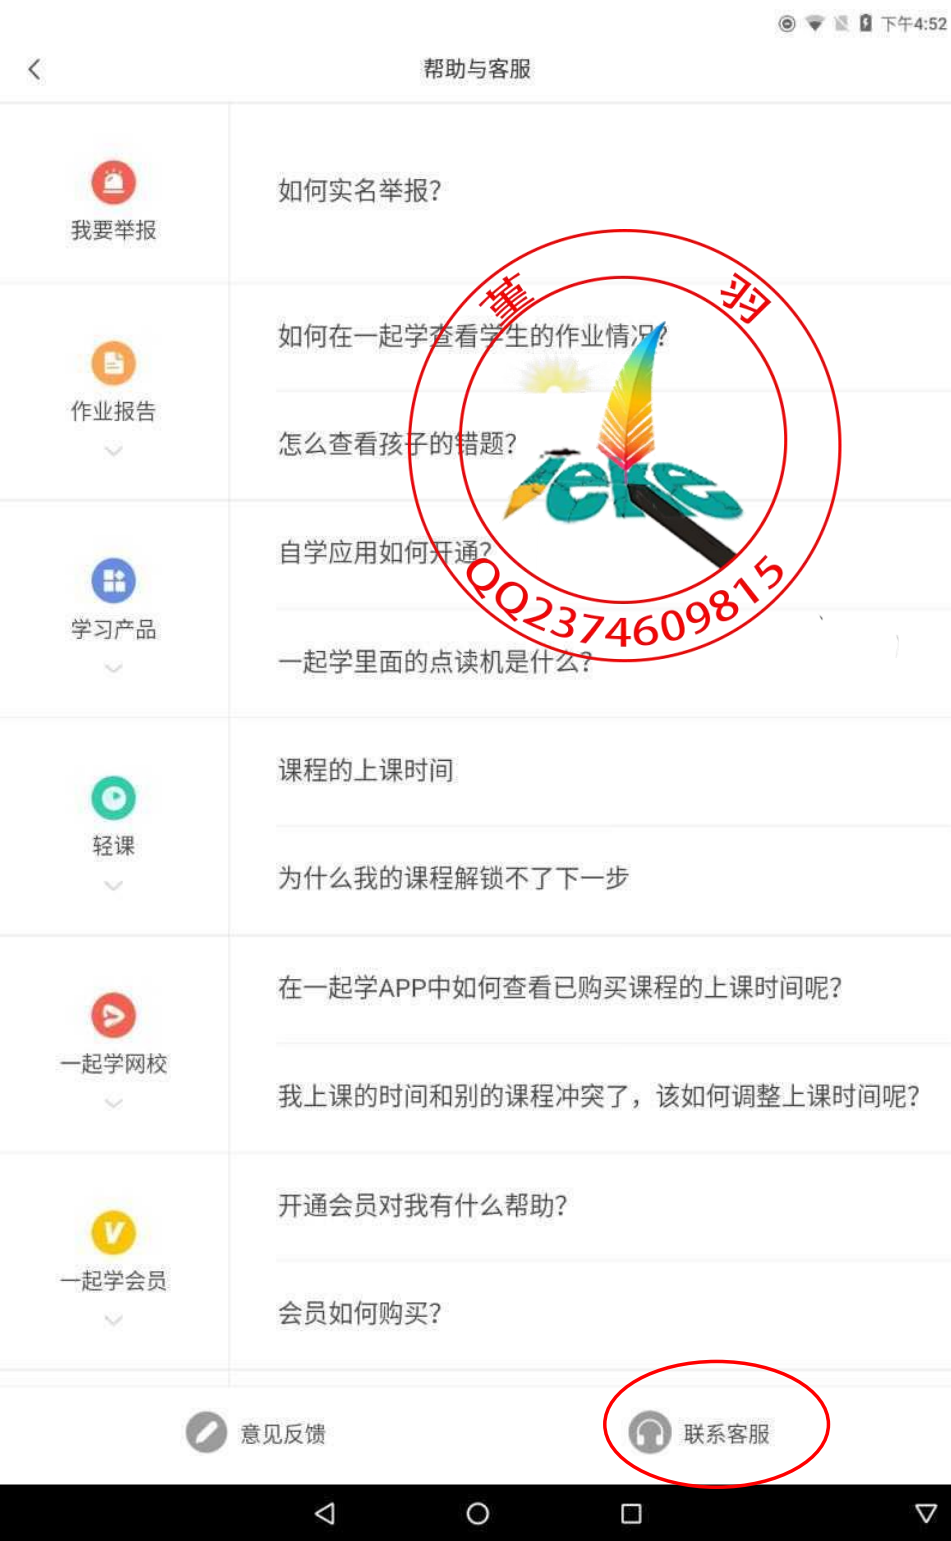 下午4:52
帮助与客服
我要举报
如何实名举报?
作业报告
如何在一起学查看学生的作业情况?
怎么查看孩子的错题?
学习产品
自学应用如何开通?
一起学里面的点读机是什么?
轻课
课程的上课时间
为什么我的课程解锁不了下一步
一起学网校
在一起学APP中如何查看已购买课程的上课时间呢?
我上课的时间和别的课程冲突了，该如何调整上课时间呢?
一起学会员
开通会员对我有什么帮助?
会员如何购买?
意见反馈
联系客服
堇 羽
QQ2374609815